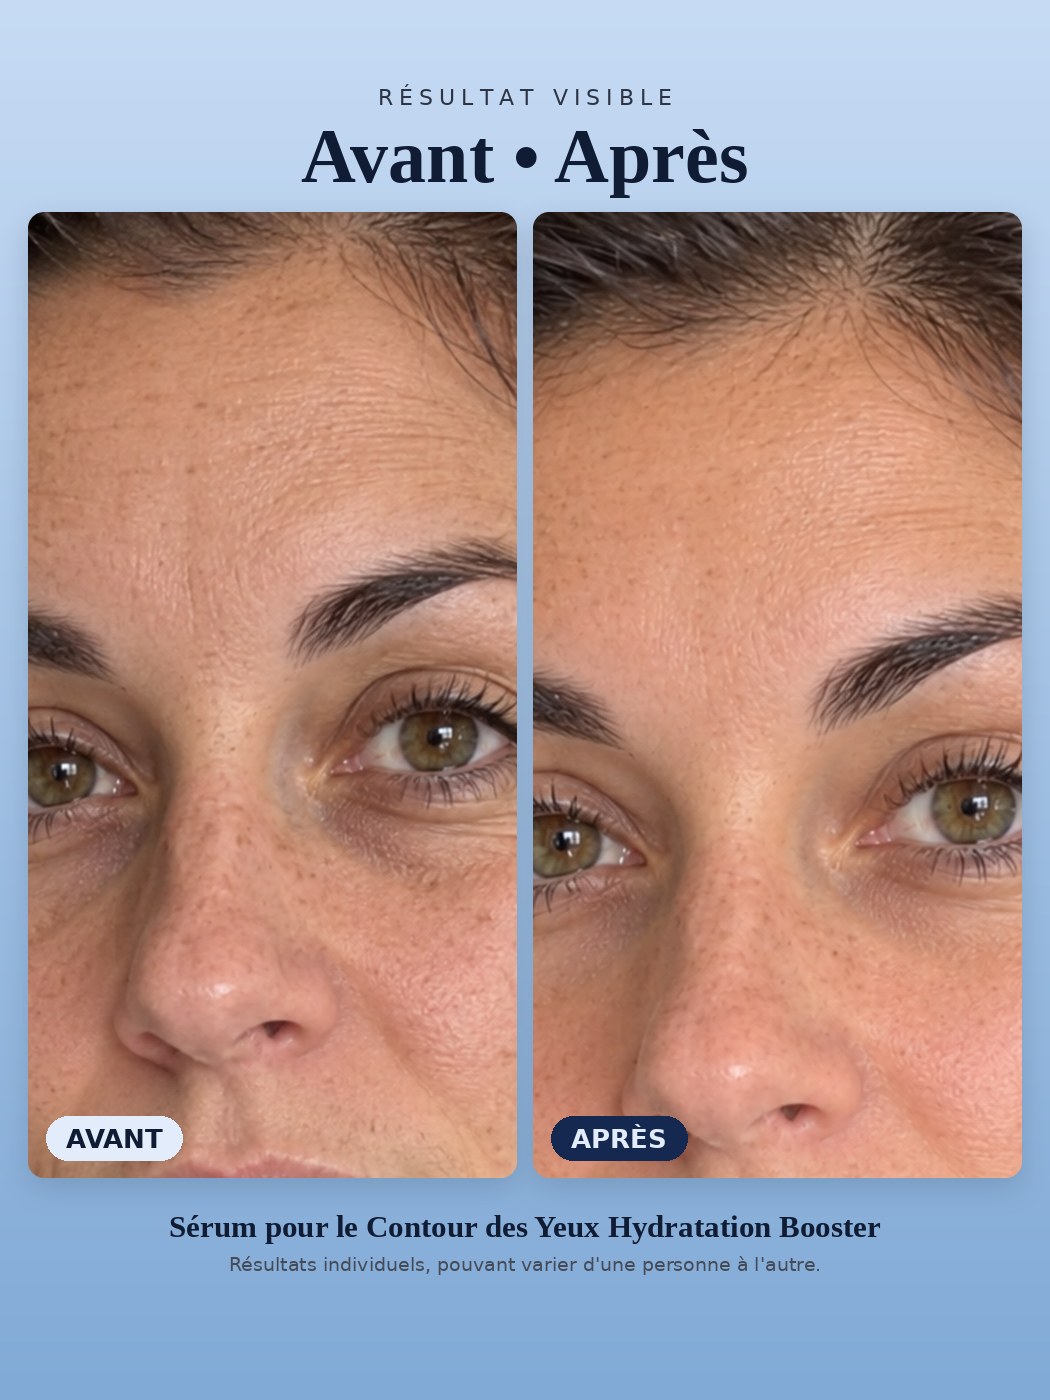 RÉSULTAT VISIBLE
Avant • Après
AVANT
APRÈS
Sérum pour le Contour des Yeux Hydratation Booster
Résultats individuels, pouvant varier d'une personne à l'autre.